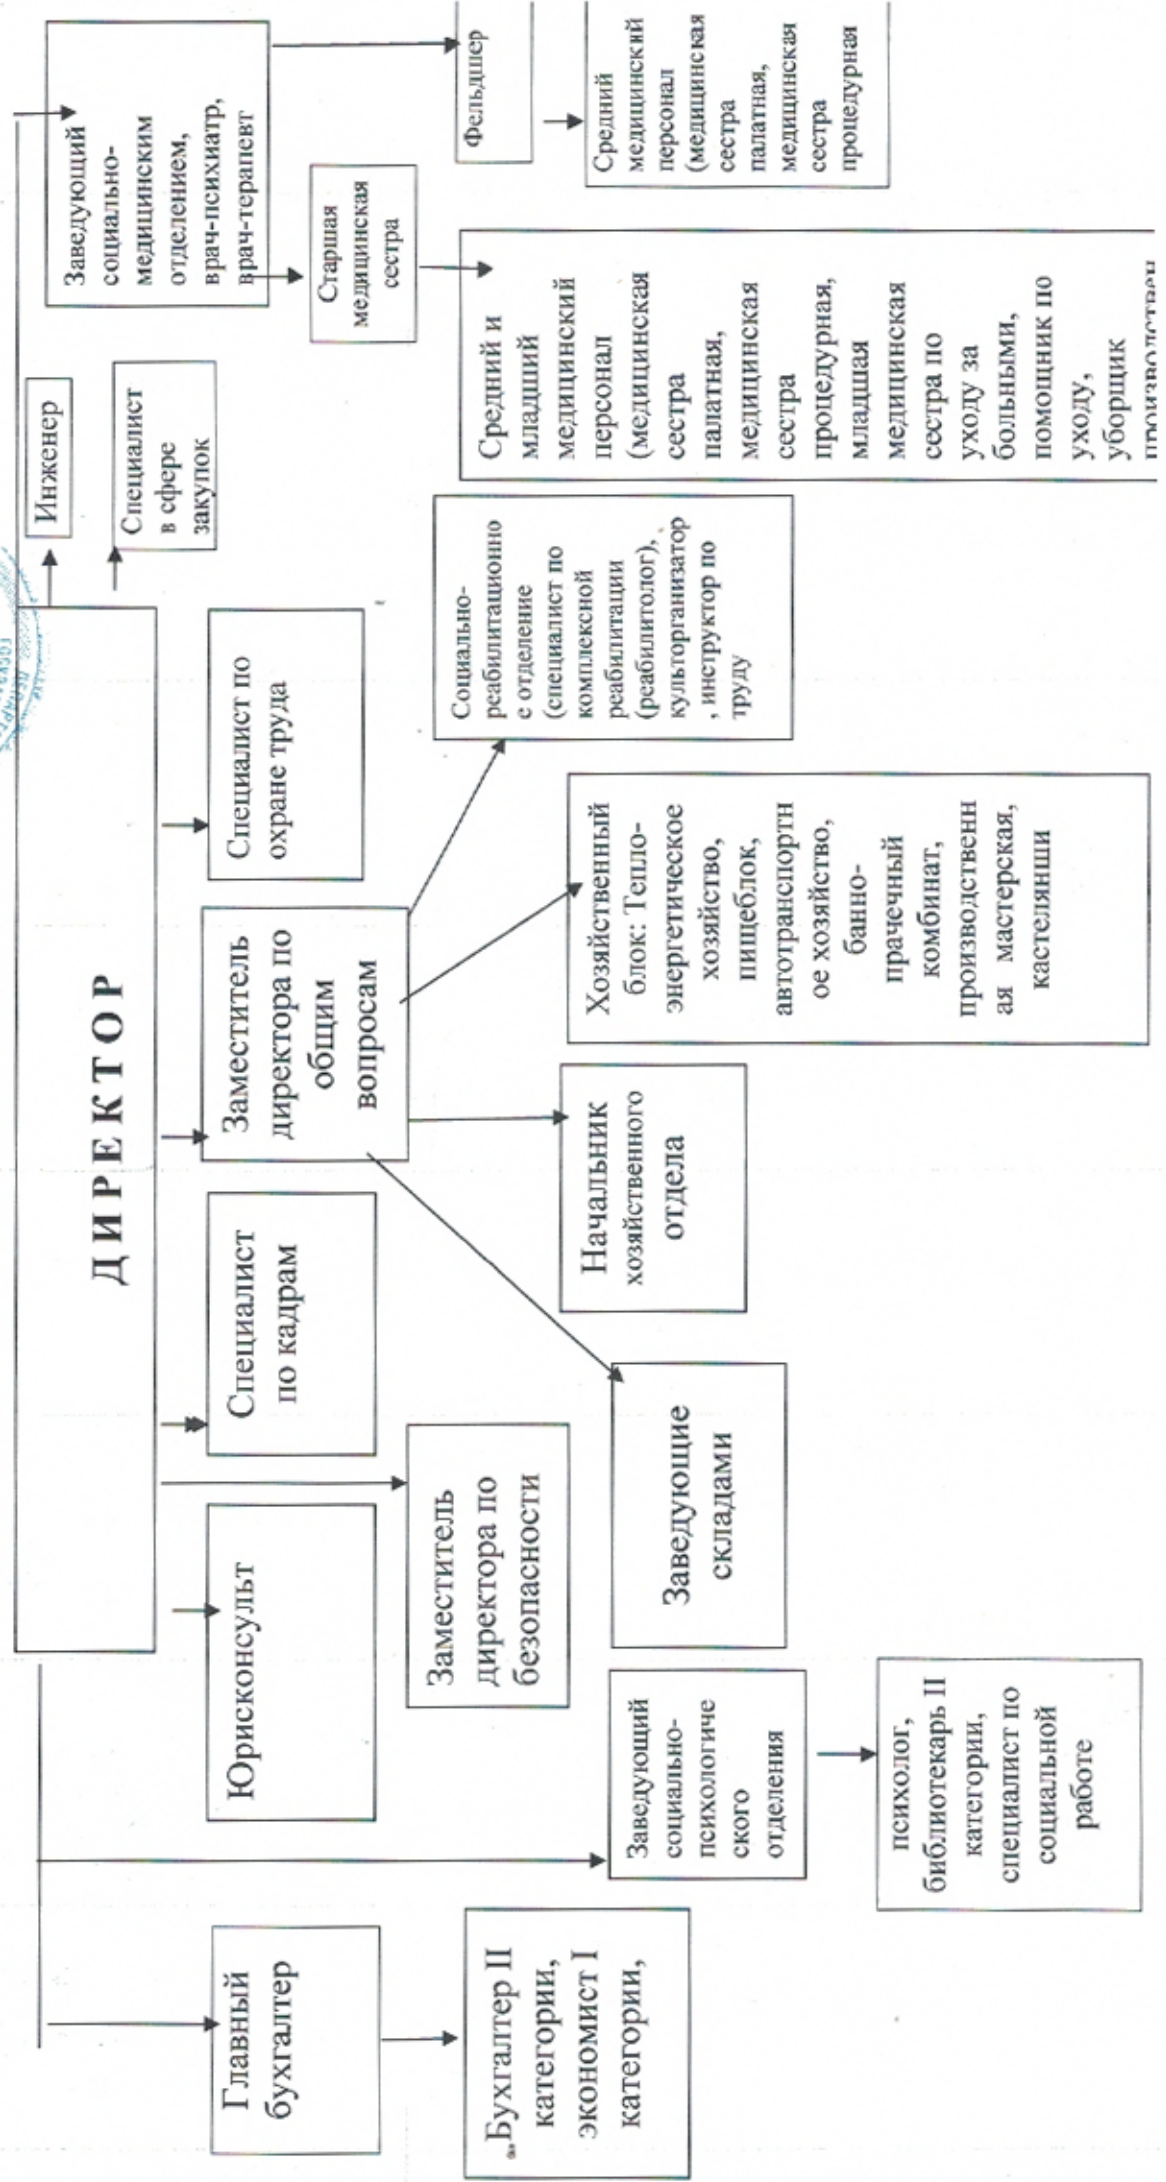 ДИРЕКТОР
Главный
бухгалтер
Бухгалтер II
категории,
экономист I
категории,
Юрисконсульт
Специалист
по кадрам
Заместитель
директора по
общим
вопросам
Специалист по
охране труда
Инженер
Специалист
в сфере
закупок
Заведующий
социально-
медицинским
отделением,
врач-психиатр,
врач-терапевт
Заместитель
директора по
безопасности
Старшая
медицинская
сестра
Фельдшер
Заведующий
социально-
психологиче
ского
отделения
Заведующие
складами
Начальник
хозяйственного
отдела
Хозяйственный
блок: Тепло-
энергетическое
хозяйство,
пищеблок,
автотранспортн
ое хозяйство,
банно-
прачечный
комбинат,
производственн
ая мастерская,
кастелянши
Социально-
реабилитационно
е отделение
(специалист по
комплексной
реабилитации
(реабилитолог),
культорганизатор
, инструктор по
труду
Средний и
младший
медицинский
персонал
(медицинская
сестра
палатная,
медицинская
сестра
процедурная,
младшая
медицинская
сестра по
уходу за
больными,
помощник по
уходу,
уборщик
Средний
медицинский
персонал
(медицинская
сестра
палатная,
медицинская
сестра
процедурная
психолог,
библиотекарь II
категории,
специалист по
социальной
работе